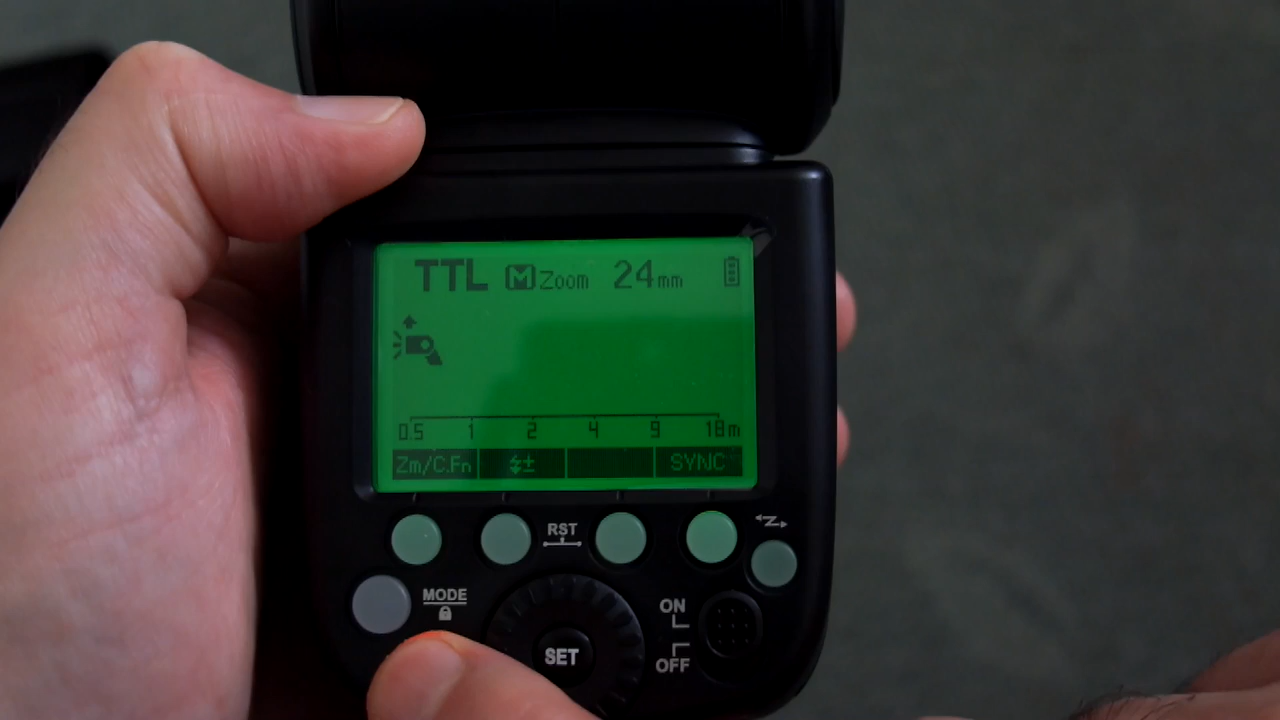 TTL M Zoom 24mm
0.5 1 2 4 9 18m
Zm/C.Fn ± SYNC
RST
MODE
ON
SET
OFF